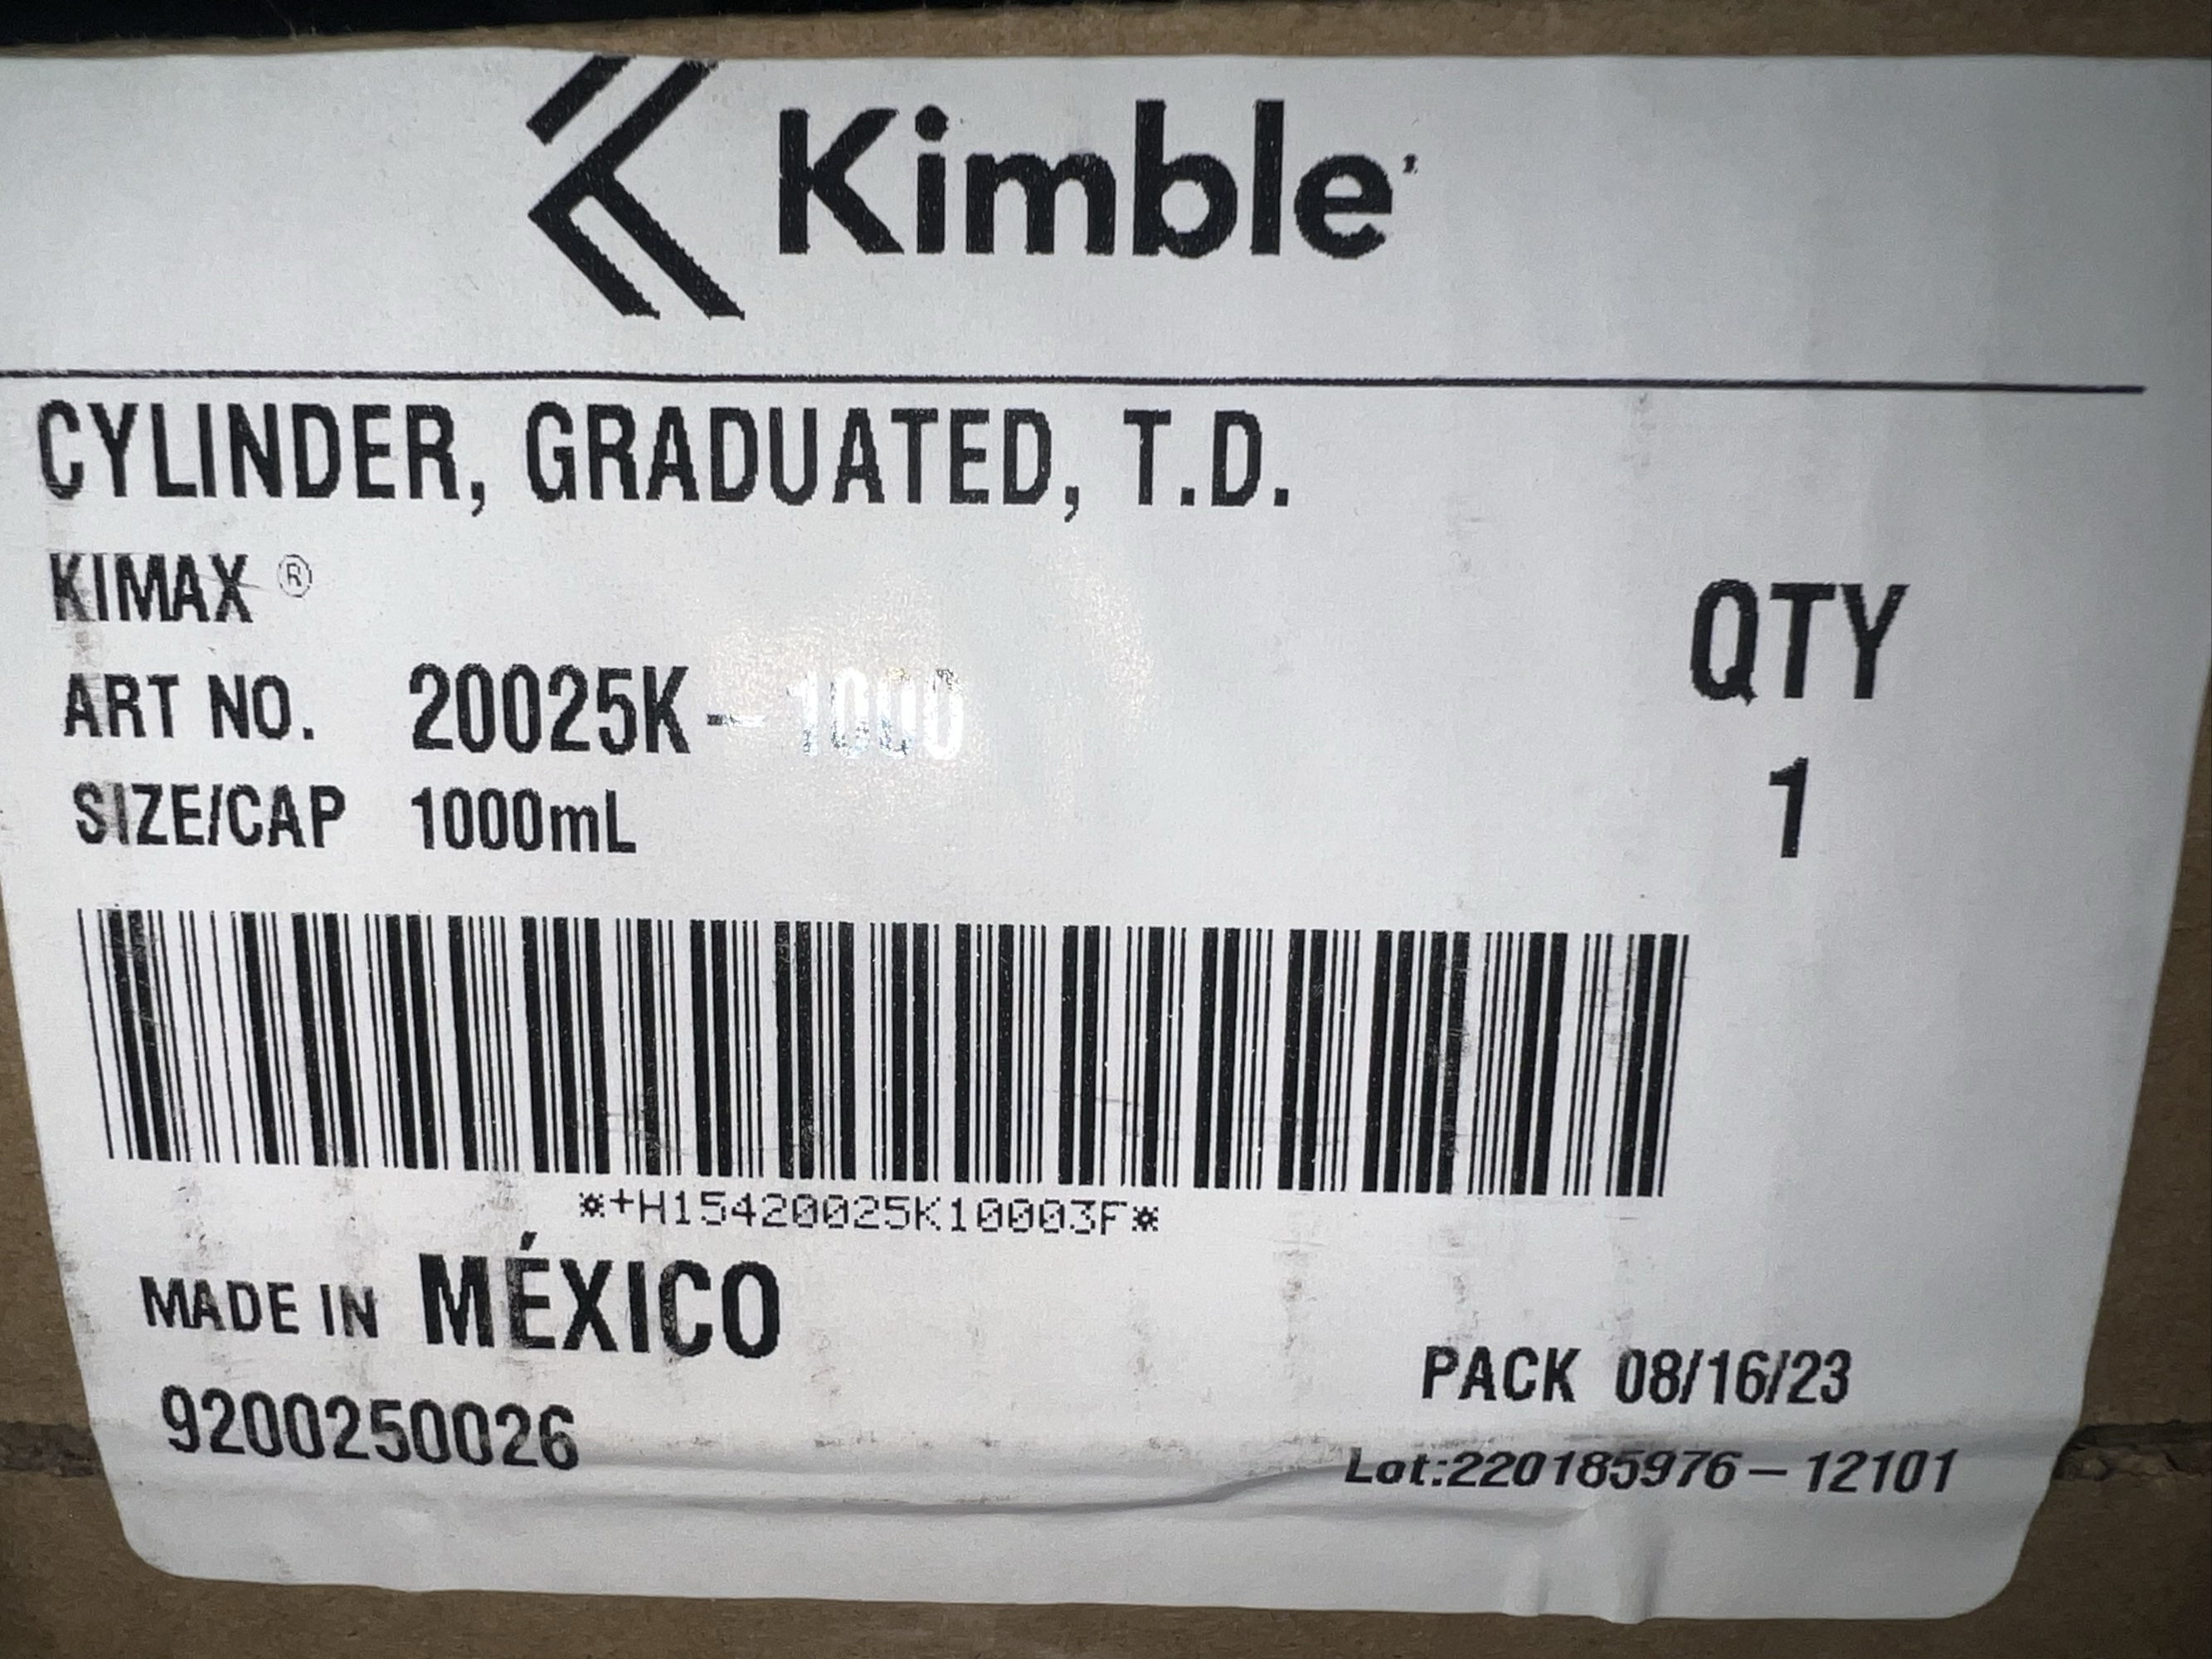 Kimble
CYLINDER, GRADUATED, T.D.
KIMAX ®
ART NO. 20025K-1000
SIZE/CAP 1000mL
QTY
1
*+H15420025K10003F*
MADE IN MÉXICO
9200250026
PACK 08/16/23
Lot:220185976-12101